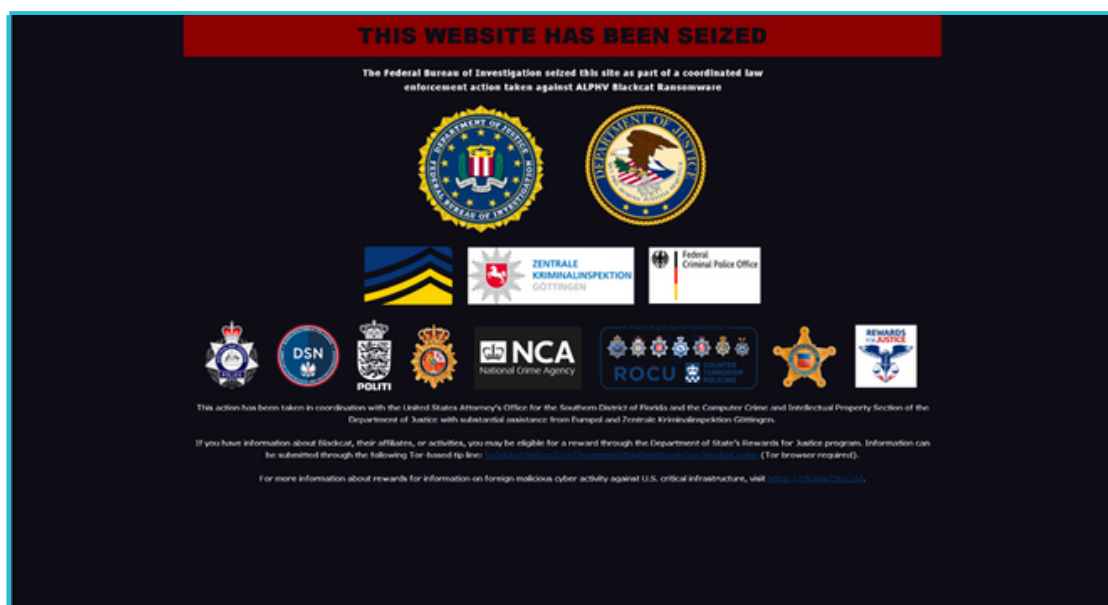 THIS WEBSITE HAS BEEN SEIZED
The Federal Bureau of Investigation seized this site as part of a coordinated law
enforcement action taken against ALPHV Blackcat Ransomware
DEPARTMENT OF JUSTICE
FEDERAL BUREAU OF INVESTIGATION
DEPARTMENT OF JUSTICE
ZENTRALE
KRIMINALINSPEKTION
GÖTTINGEN
Federal
Criminal Police Office
DSN
POLITI
NCA
National Crime Agency
ROCU
COUNTER
TERRORISM
POLICING
REWARDS
FOR JUSTICE
This action has been taken in coordination with the United States Attorney's Office for the Southern District of Florida and the Computer Crime and Intellectual Property Section of the
Department of Justice with substantial assistance from Europol and Zentrale Kriminalinspektion Göttingen.
If you have information about Blackcat, their affiliates, or activities, you may be eligible for a reward through the Department of State's Rewards for Justice program. Information can
be submitted through the following Tor-based tip line: (Tor browser required).
For more information about rewards for information on foreign malicious cyber activity against U.S. critical infrastructure, visit